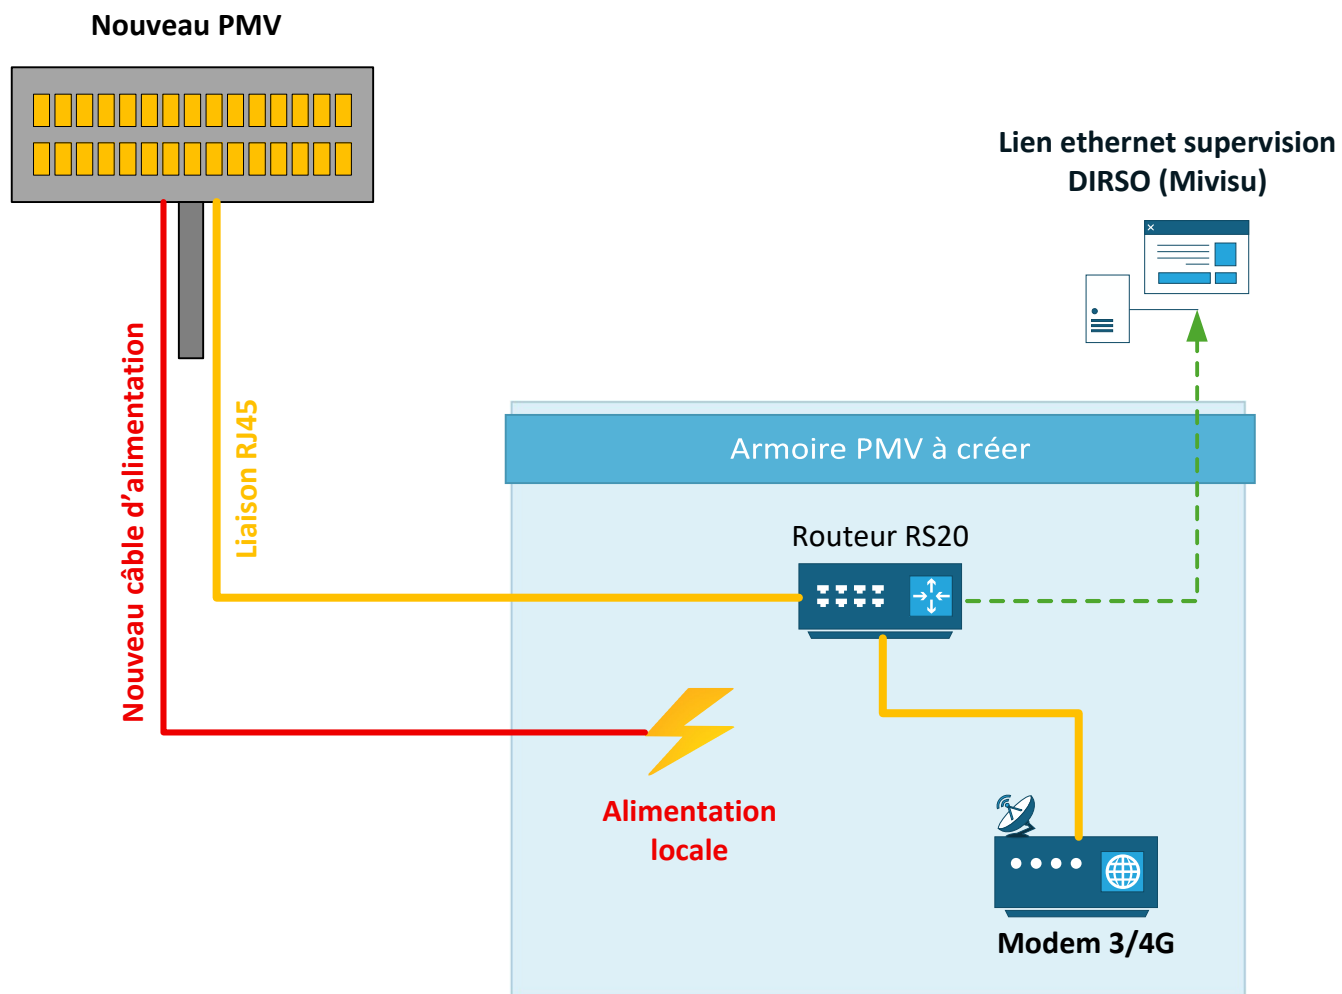 Nouveau PMV
Lien ethernet supervision
DIRSO (Mivisu)
Nouveau câble d’alimentation
Liaison RJ45
Armoire PMV à créer
Routeur RS20
Alimentation
locale
Modem 3/4G